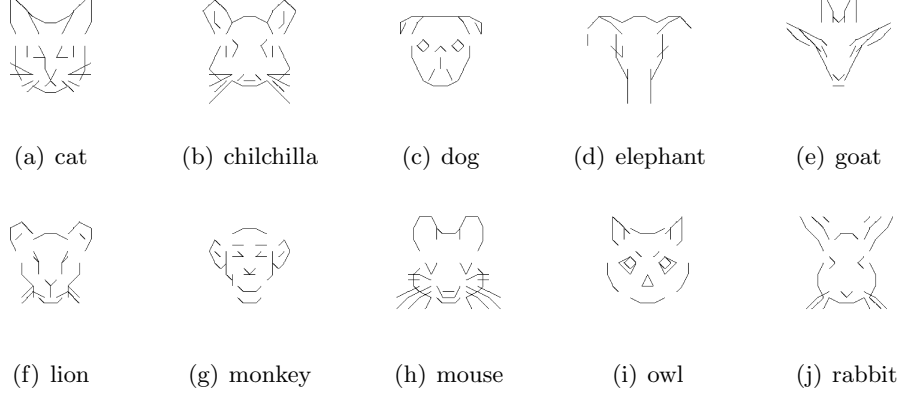 (a) cat (b) chilchilla (c) dog (d) elephant (e) goat
(f) lion (g) monkey (h) mouse (i) owl (j) rabbit